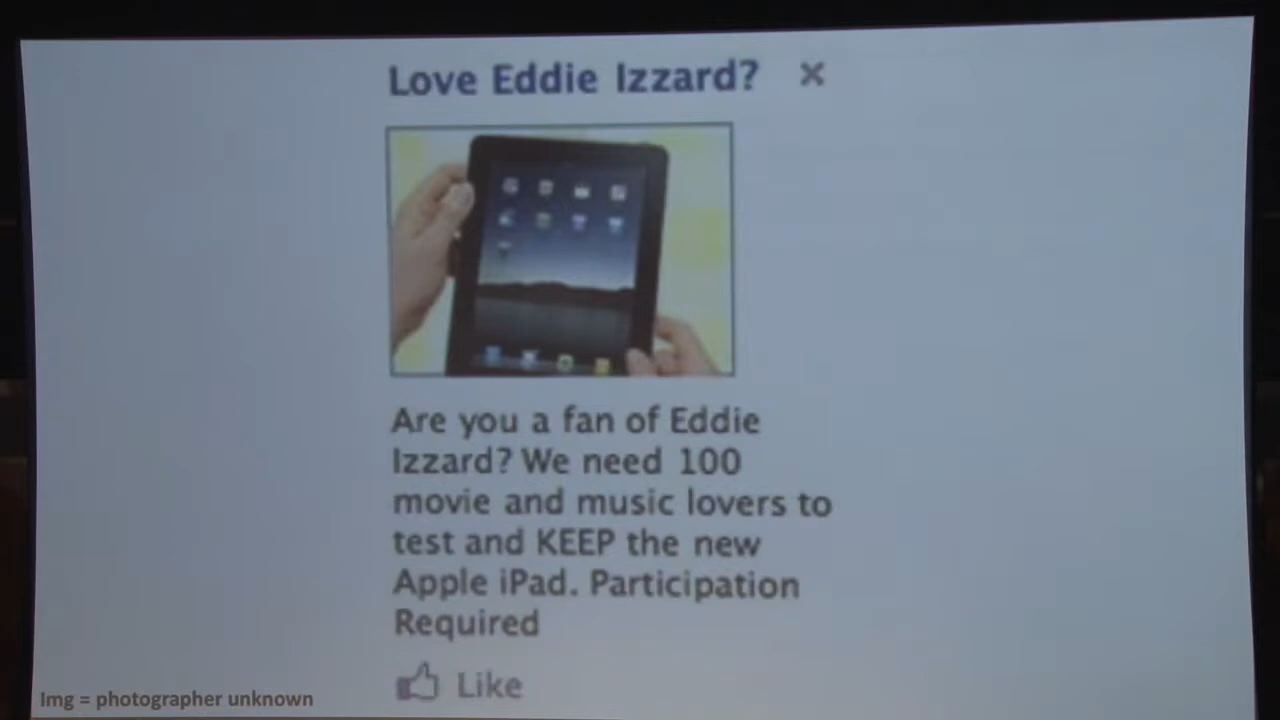 Love Eddie Izzard? ×
Are you a fan of Eddie
Izzard? We need 100
movie and music lovers to
test and KEEP the new
Apple iPad. Participation
Required
Like
Img = photographer unknown